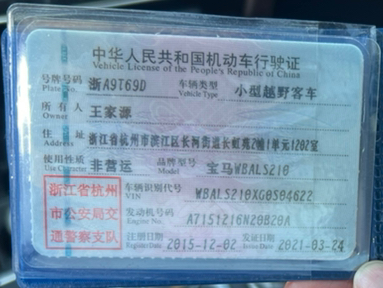 中华人民共和国机动车行驶证
Vehicle License of the People's Republic of China
号牌号码 浙A9T69D 车辆类型 小型越野客车
Plate No. Vehicle Type
所有人 王家源
Owner
住址 浙江省杭州市滨江区长河街道长虹苑2幢1单元1202室
Address
使用性质 非营运 品牌型号 宝马WBALS210
Use Character Model
浙江省杭州 车辆识别代号 WBALS210XG0S04622
VIN
市公安局交 发动机号码 A7151216N20B20A
Engine No.
通警察支队 注册日期 2015-12-02 发证日期 2021-03-24
Register Date Issue Date